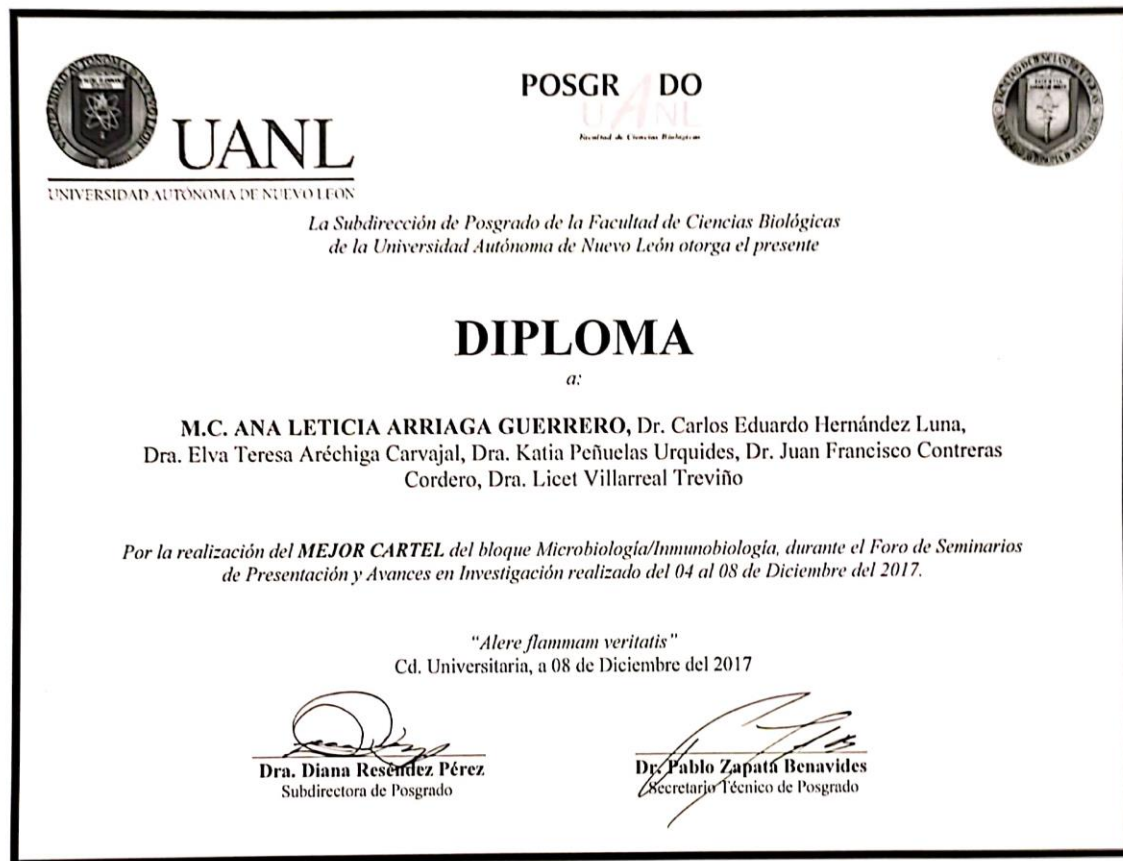 UANL
UNIVERSIDAD AUTÓNOMA DE NUEVO LEÓN
POSGR DO
UANL
Facultad de Ciencias Biológicas
La Subdirección de Posgrado de la Facultad de Ciencias Biológicas
de la Universidad Autónoma de Nuevo León otorga el presente
DIPLOMA
a:
M.C. ANA LETICIA ARRIAGA GUERRERO, Dr. Carlos Eduardo Hernández Luna,
Dra. Elva Teresa Aréchiga Carvajal, Dra. Katia Peñuelas Urquides, Dr. Juan Francisco Contreras
Cordero, Dra. Licet Villarreal Treviño
Por la realización del MEJOR CARTEL del bloque Microbiología/Inmunobiología, durante el Foro de Seminarios
de Presentación y Avances en Investigación realizado del 04 al 08 de Diciembre del 2017.
“Alere flammam veritatis”
Cd. Universitaria, a 08 de Diciembre del 2017
Dra. Diana Reséndez Pérez
Subdirectora de Posgrado
Dr. Pablo Zapata Benavides
Secretario Técnico de Posgrado